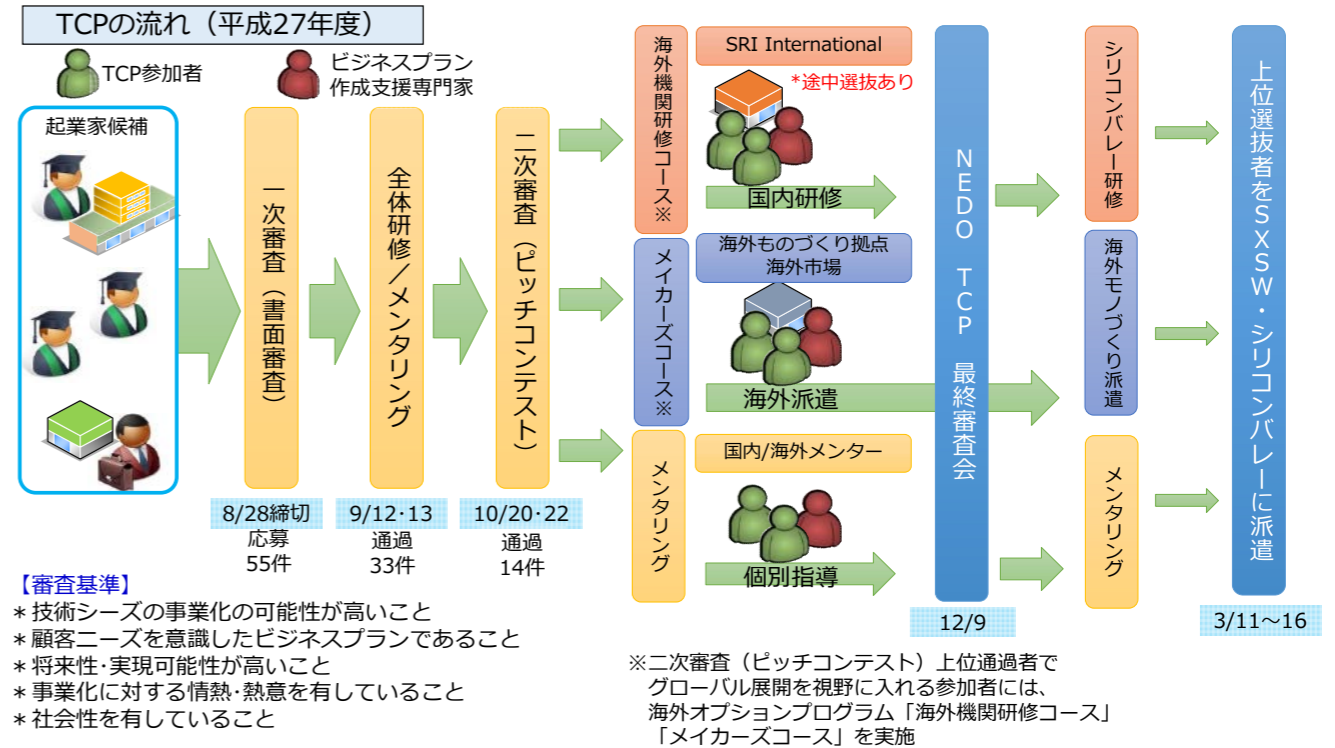 TCPの流れ（平成27年度）
TCP参加者
ビジネスプラン
作成支援専門家
起業家候補
一次審査（書面審査）
8/28締切
応募
55件
全体研修／メンタリング
9/12･13
通過
33件
二次審査（ピッチコンテスト）
10/20･22
通過
14件
海外機関研修コース※
SRI International
*途中選抜あり
国内研修
メイカーズコース※
海外ものづくり拠点
海外市場
海外派遣
メンタリング
国内/海外メンター
個別指導
NEDO TCP 最終審査会
12/9
シリコンバレー研修
海外モノづくり派遣
メンタリング
上位選抜者をSXSW・シリコンバレーに派遣
3/11～16
【審査基準】
＊技術シーズの事業化の可能性が高いこと
＊顧客ニーズを意識したビジネスプランであること
＊将来性･実現可能性が高いこと
＊事業化に対する情熱･熱意を有していること
＊社会性を有していること
※二次審査（ピッチコンテスト）上位通過者で
グローバル展開を視野に入れる参加者には、
海外オプションプログラム「海外機関研修コース」
「メイカーズコース」を実施